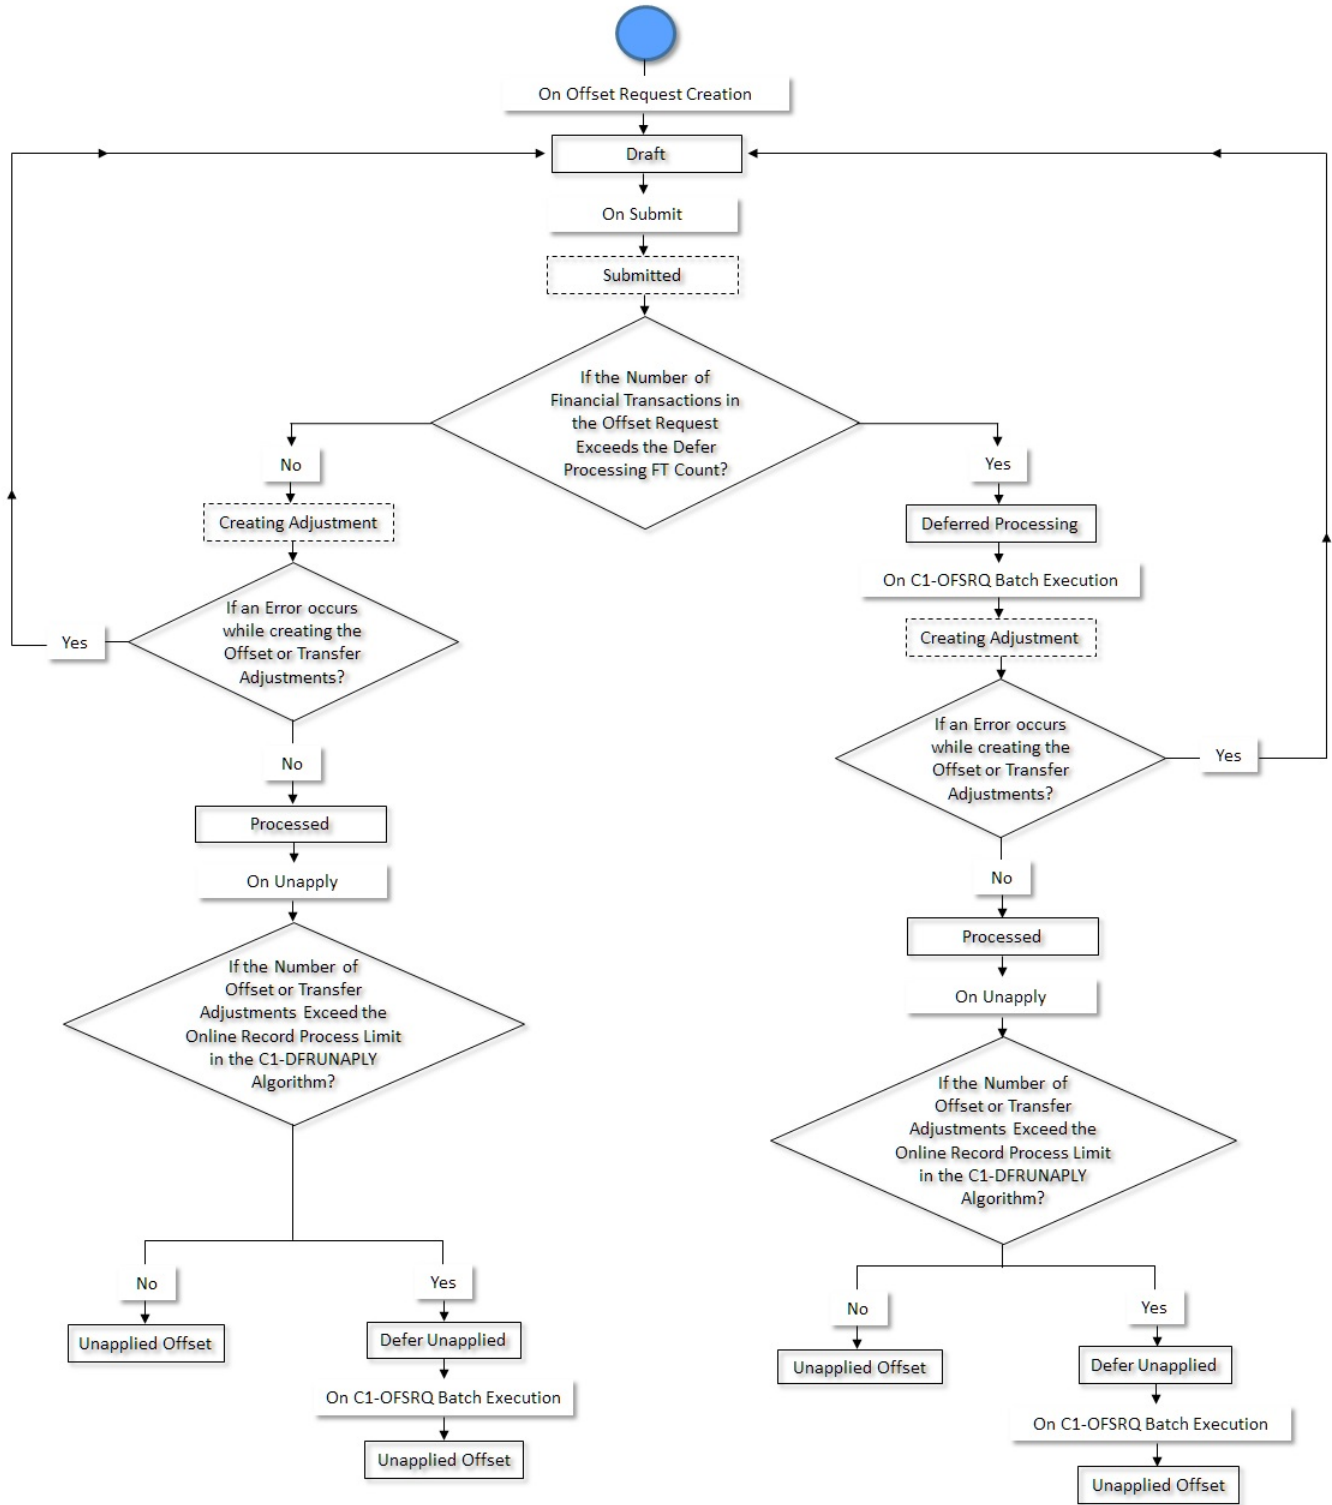 On Offset Request Creation
Draft
On Submit
Submitted
If the Number of
Financial Transactions in
the Offset Request
Exceeds the Defer
Processing FT Count?
No
Creating Adjustment
If an Error occurs
while creating the
Offset or Transfer
Adjustments?
Yes
No
Processed
On Unapply
If the Number of
Offset or Transfer
Adjustments Exceed the
Online Record Process Limit
in the C1-DFRUNAPLY
Algorithm?
No
Unapplied Offset
Yes
Defer Unapplied
On C1-OFSRQ Batch Execution
Unapplied Offset
Yes
Deferred Processing
On C1-OFSRQ Batch Execution
Creating Adjustment
If an Error occurs
while creating the
Offset or Transfer
Adjustments?
Yes
No
Processed
On Unapply
If the Number of
Offset or Transfer
Adjustments Exceed the
Online Record Process Limit
in the C1-DFRUNAPLY
Algorithm?
No
Unapplied Offset
Yes
Defer Unapplied
On C1-OFSRQ Batch Execution
Unapplied Offset